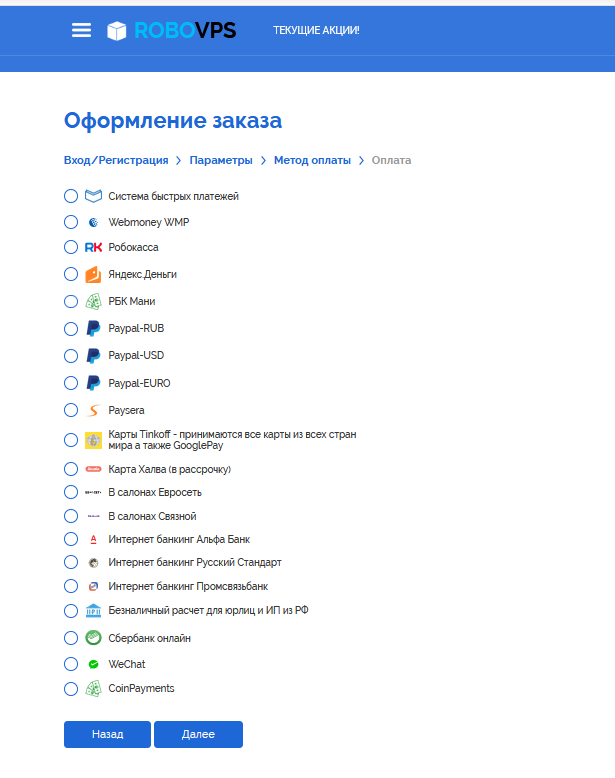 ROBOVPS
ТЕКУЩИЕ АКЦИИ!
Оформление заказа
Вход/Регистрация > Параметры > Метод оплаты > Оплата
Система быстрых платежей
Webmoney WMP
RK Робокасса
Яндекс.Деньги
РБК Мани
Paypal-RUB
Paypal-USD
Paypal-EURO
Paysera
Карты Tinkoff - принимаются все карты из всех стран
мира а также GooglePay
Карта Халва (в рассрочку)
В салонах Евросеть
В салонах Связной
Интернет банкинг Альфа Банк
Интернет банкинг Русский Стандарт
Интернет банкинг Промсвязьбанк
Безналичный расчет для юрлиц и ИП из РФ
Сбербанк онлайн
WeChat
CoinPayments
Назад Далее